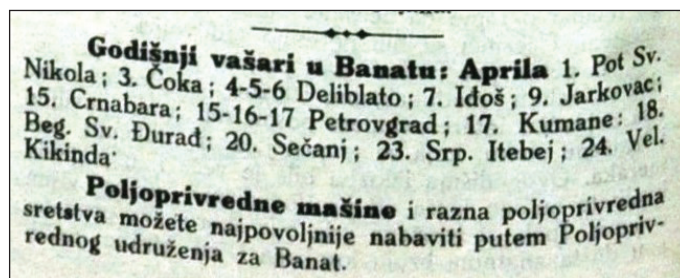 Godišnji vašari u Banatu: Aprila 1. Pot Sv.
Nikola; 3. Čoka; 4-5-6 Deliblato; 7. Iđoš; 9. Jarkovac;
15. Crnabara; 15-16-17 Petrovgrad; 17. Kumane: 18.
Beg. Sv. Đurađ; 20. Sečanj; 23. Srp. Itebej; 24. Vel.
Kikinda
Poljoprivredne mašine i razna poljoprivredna
sretstva možete najpovoljnije nabaviti putem Poljopriv-
rednog udruženja za Banat.